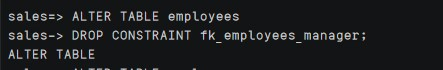 sales=> ALTER TABLE employees
sales-> DROP CONSTRAINT fk_employees_manager;
ALTER TABLE